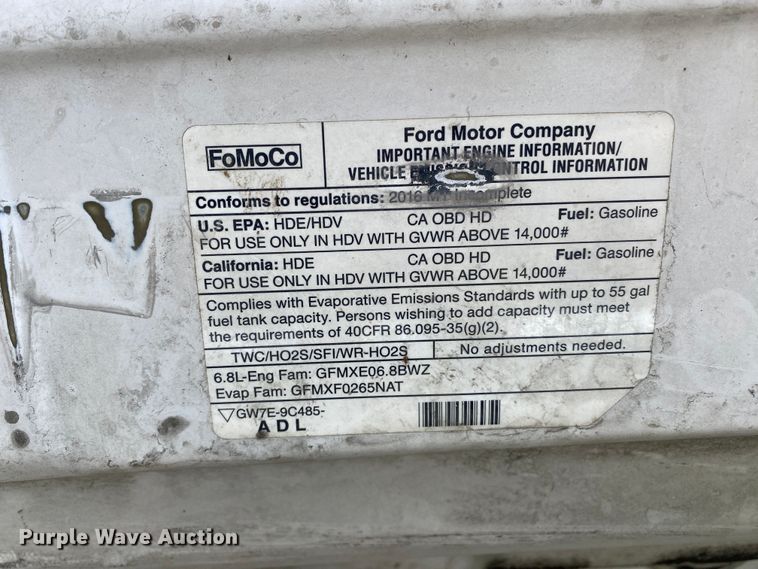 FoMoCo
Ford Motor Company
IMPORTANT ENGINE INFORMATION/
VEHICLE EMISSIONS CONTROL INFORMATION
Conforms to regulations: 2016 MY Incomplete
U.S. EPA: HDE/HDV CA OBD HD Fuel: Gasoline
FOR USE ONLY IN HDV WITH GVWR ABOVE 14,000#
California: HDE CA OBD HD Fuel: Gasoline
FOR USE ONLY IN HDV WITH GVWR ABOVE 14,000#
Complies with Evaporative Emissions Standards with up to 55 gal
fuel tank capacity. Persons wishing to add capacity must meet
the requirements of 40CFR 86.095-35(g)(2).
TWC/HO2S/SFI/WR-HO2S No adjustments needed.
6.8L-Eng Fam: GFMXE06.8BWZ
Evap Fam: GFMXF0265NAT
GW7E-9C485-
ADL
Purple Wave Auction